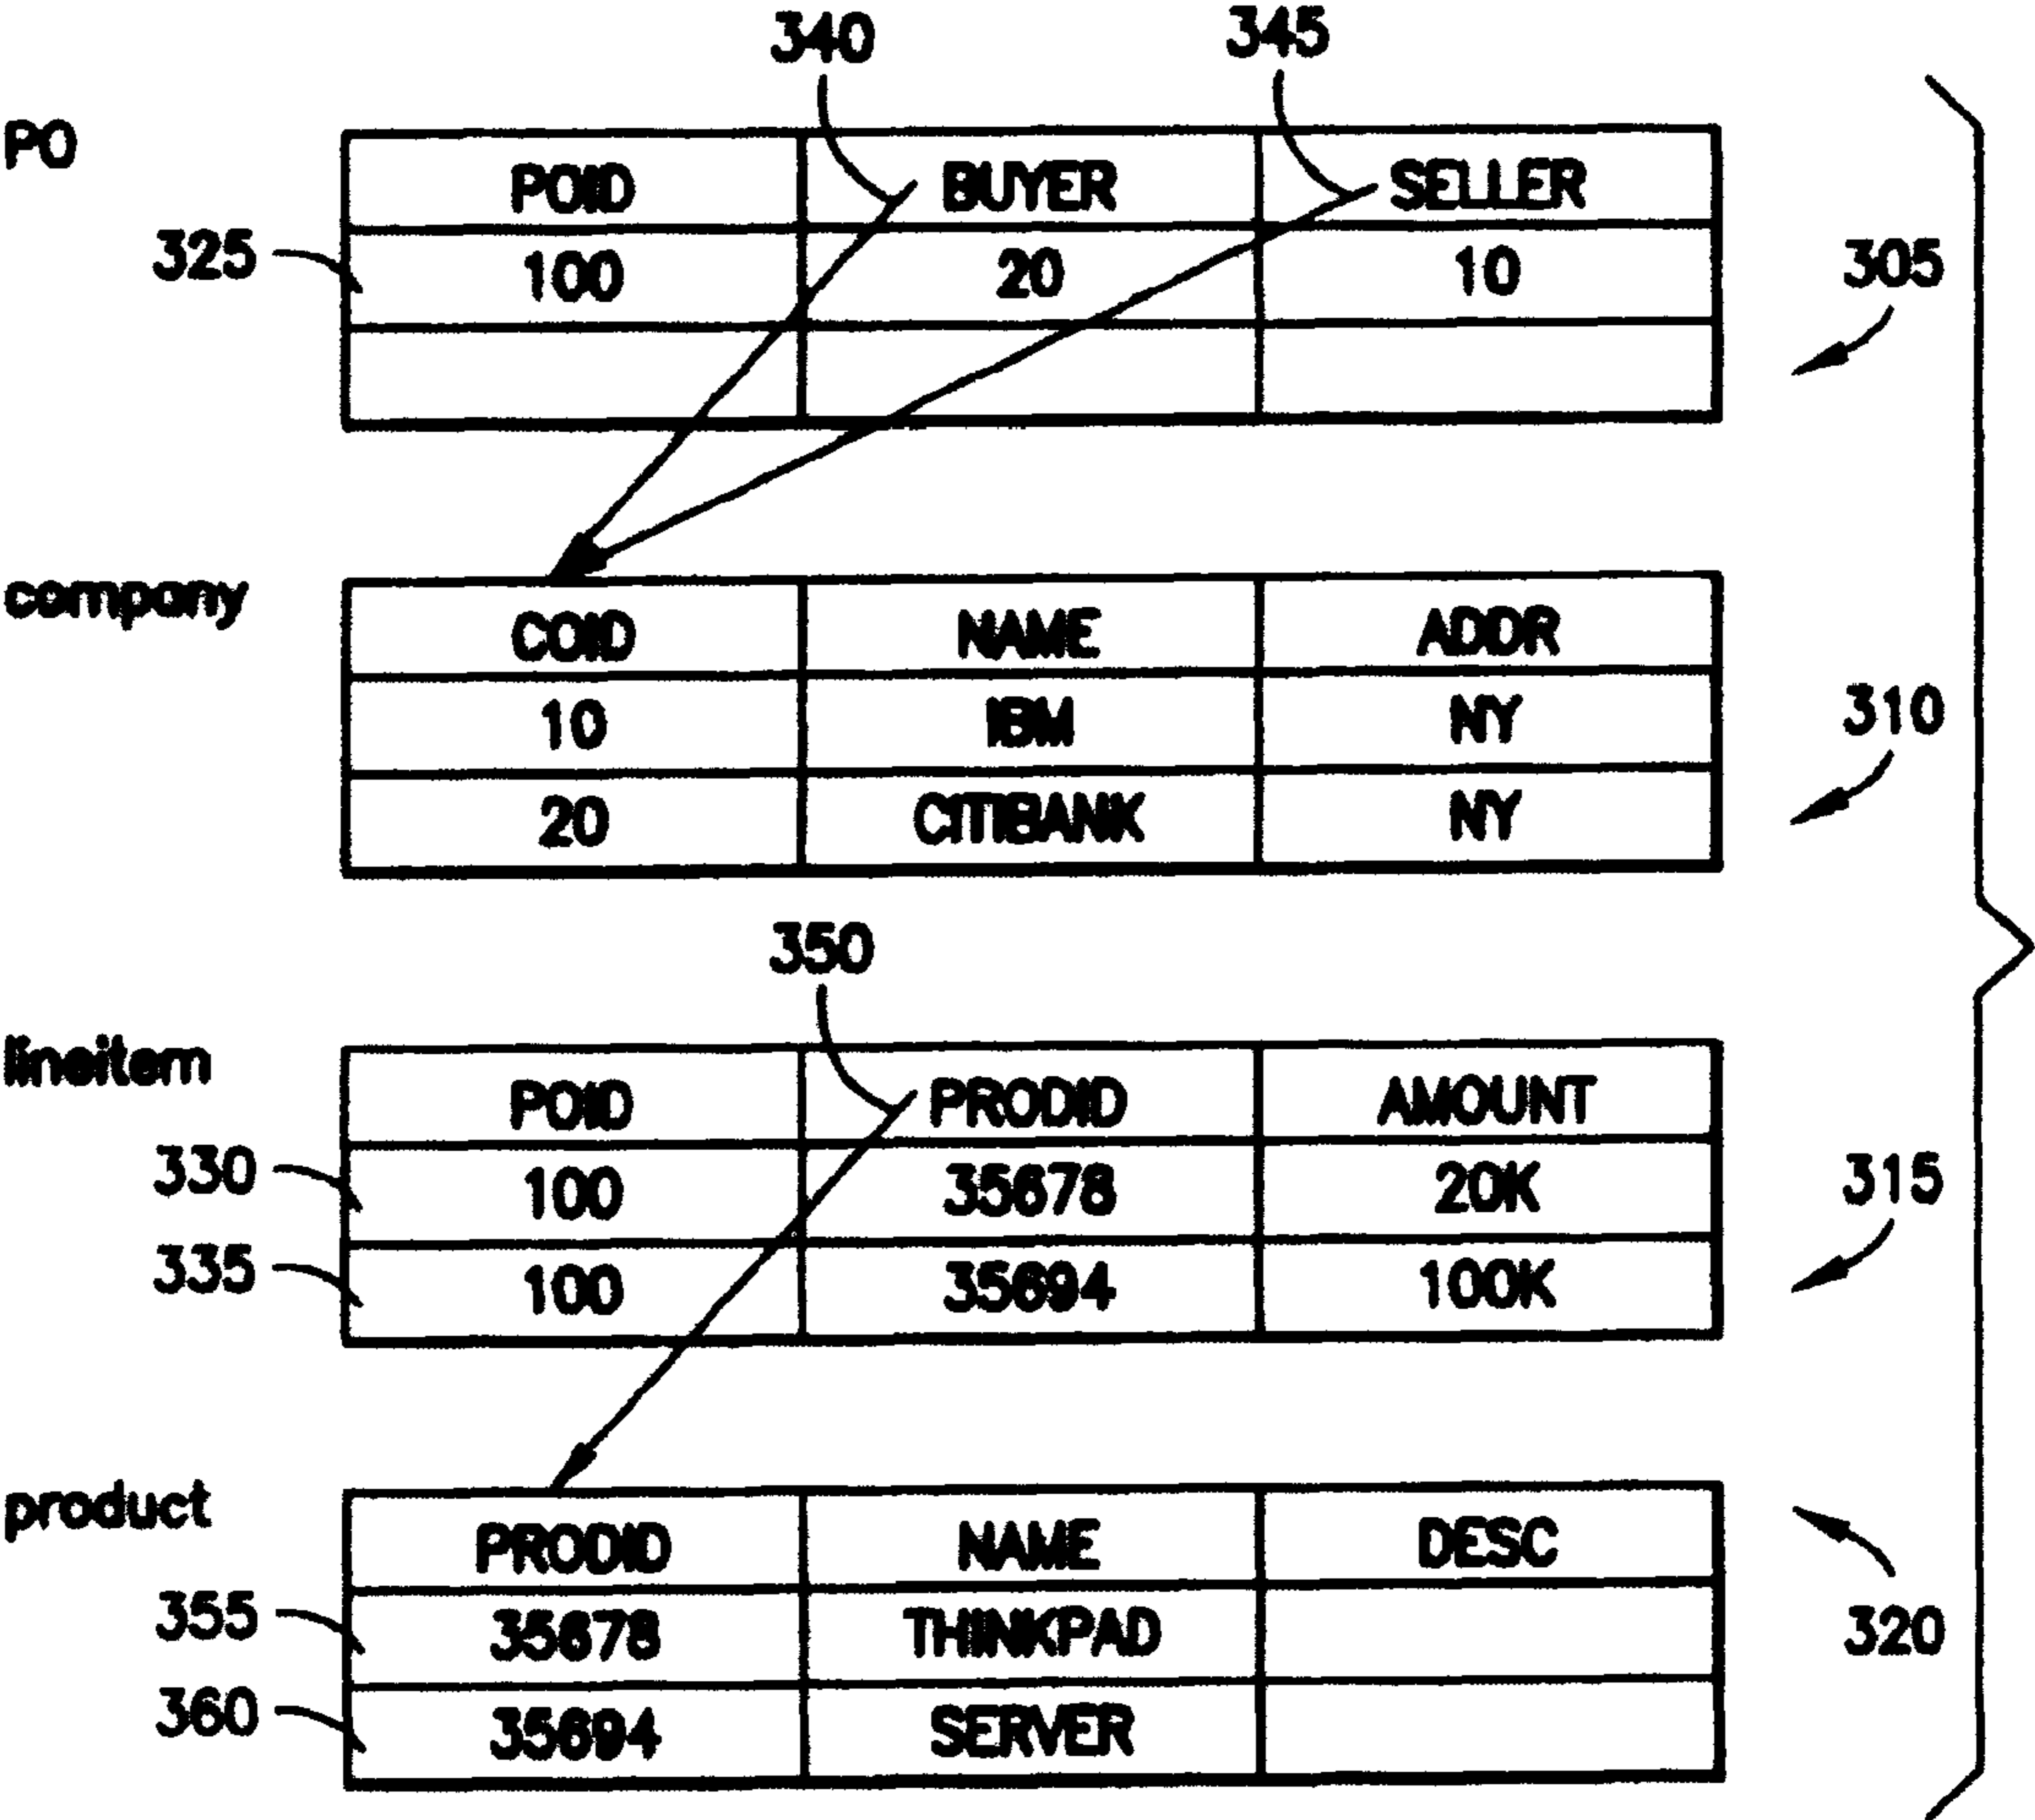 340 345
PO
POID BUYER SELLER
325 100 20 10 305
company
COID NAME ADDR
10 IBM NY 310
20 CITIBANK NY
350
lineitem
POID PRODID AMOUNT
330 100 35678 20K 315
335 100 35694 100K
product
PRODID NAME DESC
355 35678 THINKPAD 320
360 35694 SERVER